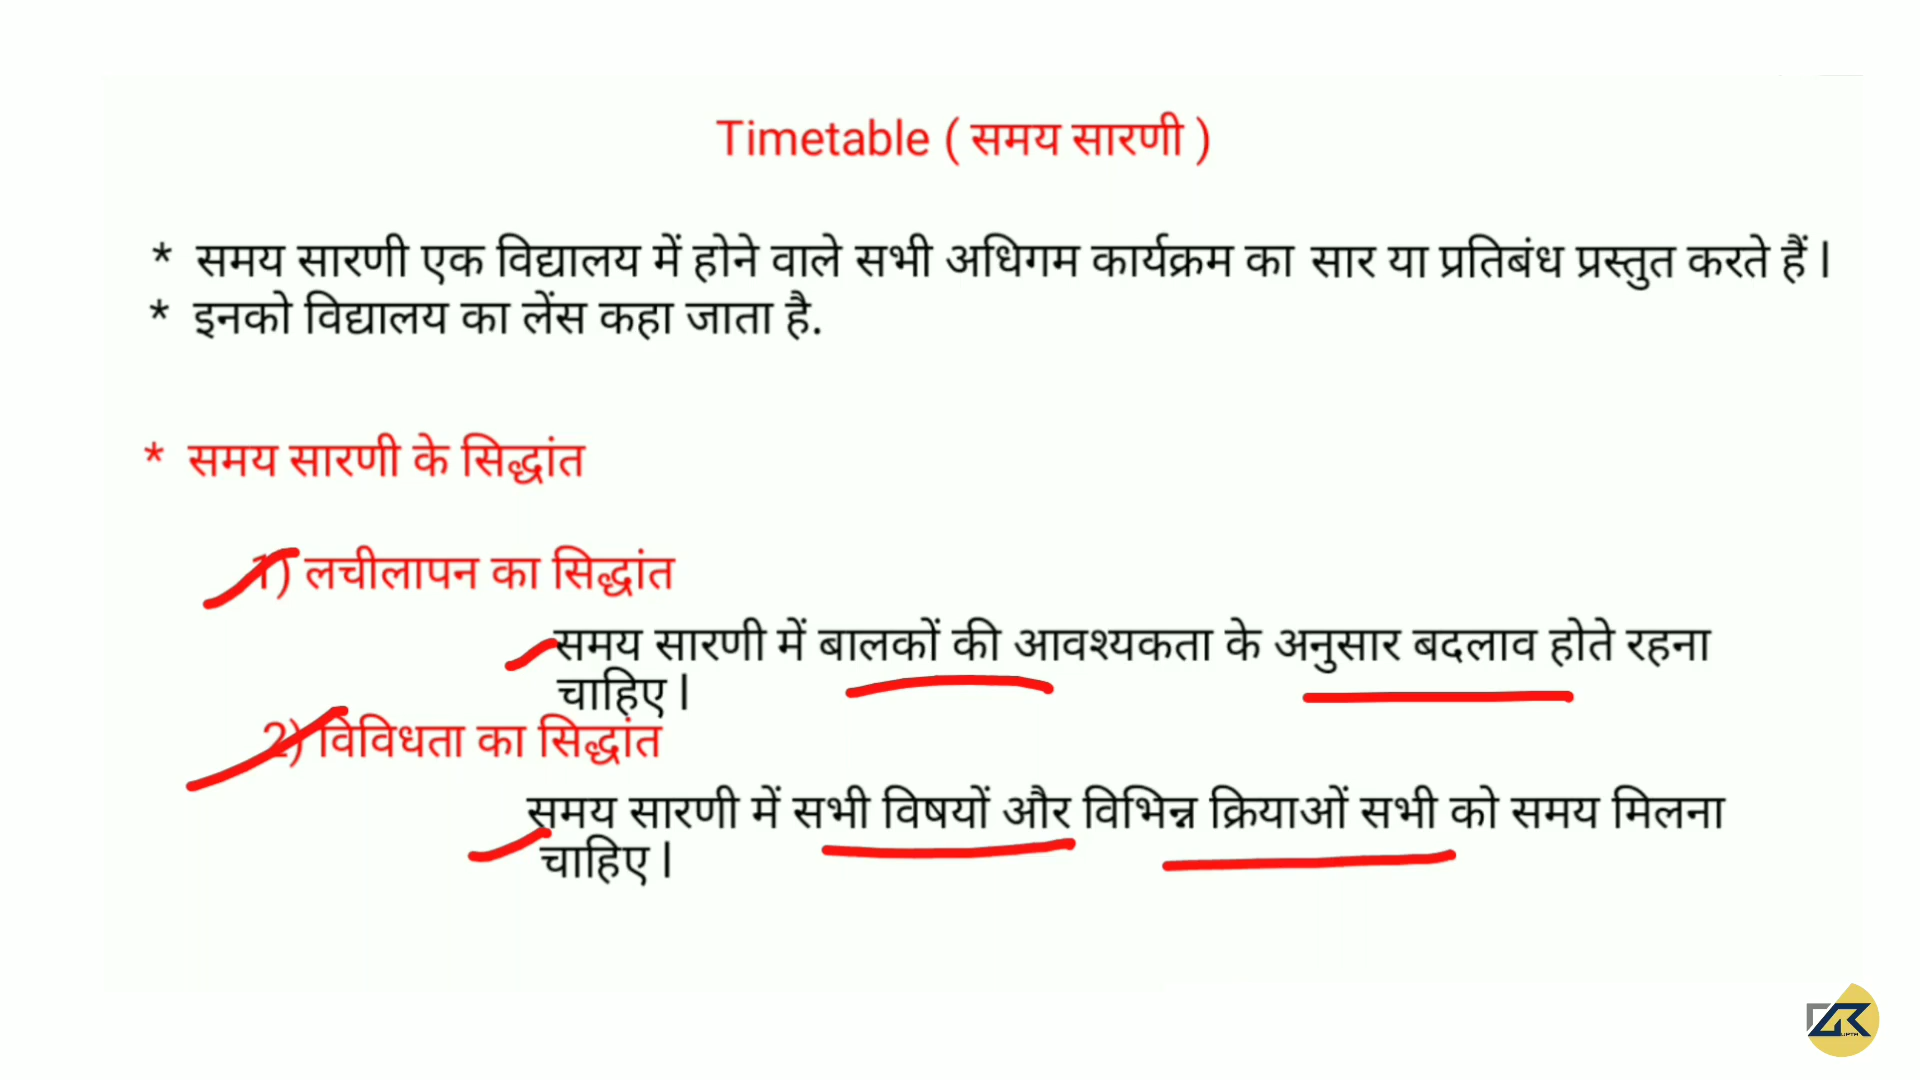 Timetable ( समय सारणी )
* समय सारणी एक विद्यालय में होने वाले सभी अधिगम कार्यक्रम का सार या प्रतिबंध प्रस्तुत करते हैं l
* इनको विद्यालय का लेंस कहा जाता है.
* समय सारणी के सिद्धांत
1) लचीलापन का सिद्धांत
समय सारणी में बालकों की आवश्यकता के अनुसार बदलाव होते रहना
चाहिए l
2) विविधता का सिद्धांत
समय सारणी में सभी विषयों और विभिन्न क्रियाओं सभी को समय मिलना
चाहिए l